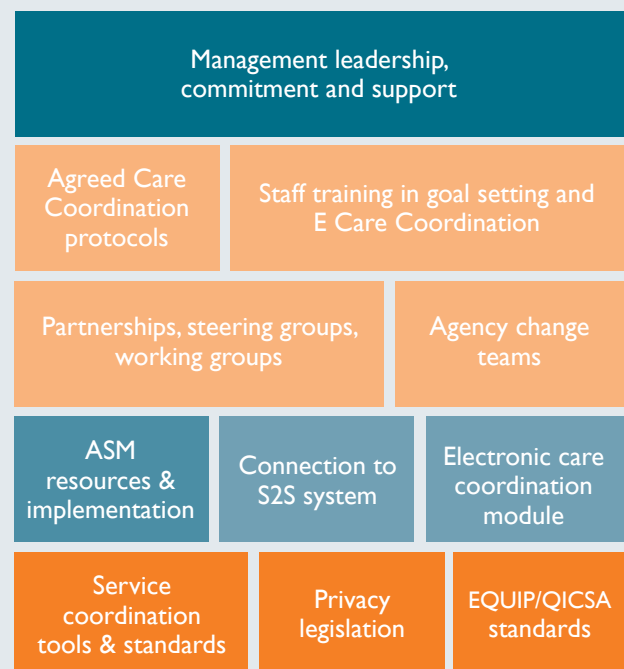 Management leadership,
commitment and support
Agreed Care
Coordination
protocols
Staff training in goal setting and
E Care Coordination
Partnerships, steering groups,
working groups
Agency change
teams
ASM
resources &
implementation
Connection to
S2S system
Electronic care
coordination
module
Service
coordination
tools & standards
Privacy
legislation
EQUIP/QICSA
standards